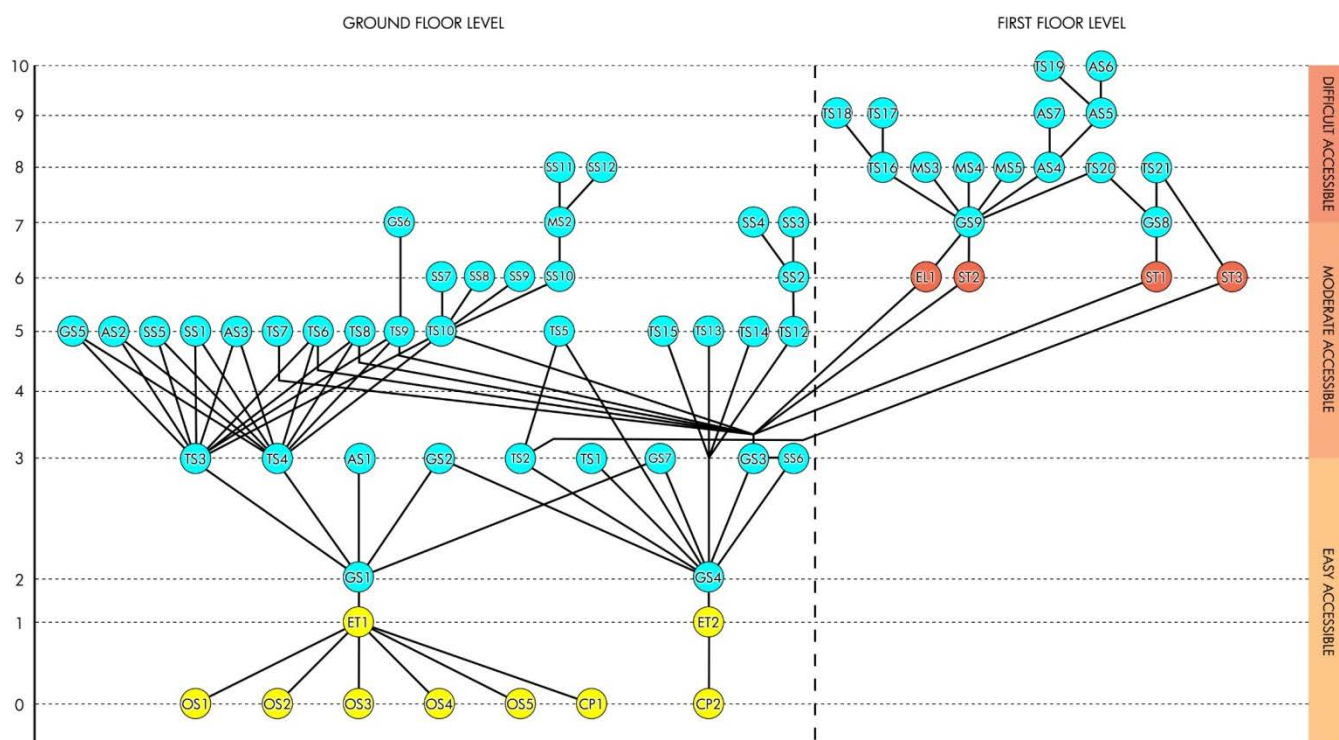 GROUND FLOOR LEVEL FIRST FLOOR LEVEL
10 TS19 AS6
9 TS18 TS17 AS7 AS5
8 SS11 SS12 TS16 MS3 MS4 MS5 AS4 TS20 TS21
7 GS6 MS2 SS4 SS3 GS9 GS8
6 SS7 SS8 SS9 SS10 SS2 EL1 ST2 ST1 ST3
5 GS5 AS2 SS5 SS1 AS3 TS7 TS6 TS8 TS9 TS10 TS5 TS15 TS13 TS14 TS12
4
3 TS3 TS4 AS1 GS2 TS2 TS1 GS7 GS3 SS6
2 GS1 GS4
1 ET1 ET2
0 OS1 OS2 OS3 OS4 OS5 CP1 CP2
DIFFICULT ACCESSIBLE
MODERATE ACCESSIBLE
EASY ACCESSIBLE